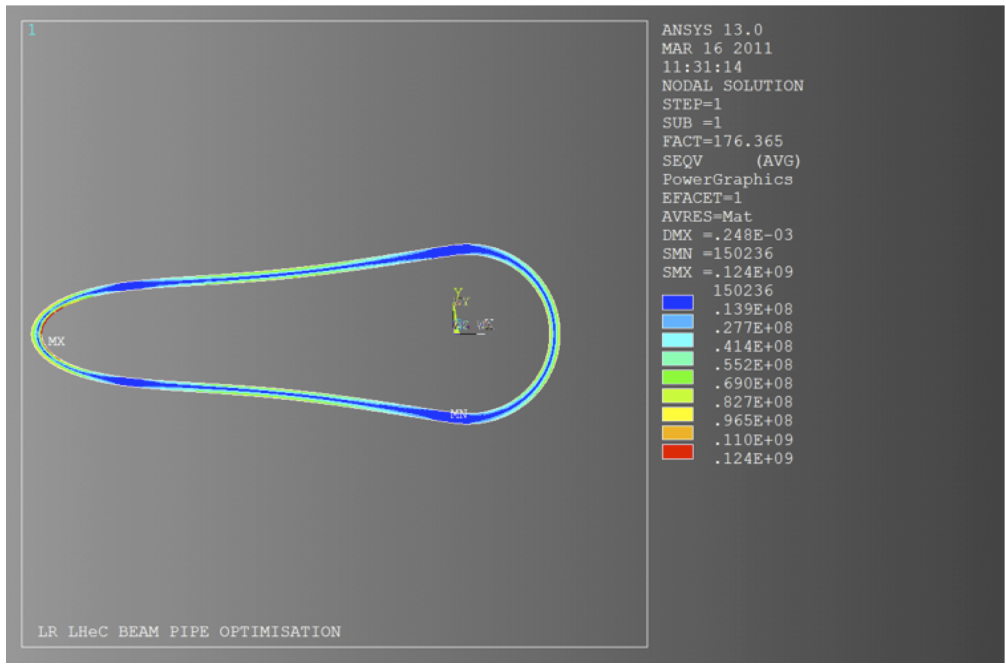 1
ANSYS 13.0
MAR 16 2011
11:31:14
NODAL SOLUTION
STEP=1
SUB =1
FACT=176.365
SEQV (AVG)
PowerGraphics
EFACET=1
AVRES=Mat
DMX =.248E-03
SMN =150236
SMX =.124E+09
150236
.139E+08
.277E+08
.414E+08
.552E+08
.690E+08
.827E+08
.965E+08
.110E+09
.124E+09
MX
Y
MN
LR LHeC BEAM PIPE OPTIMISATION